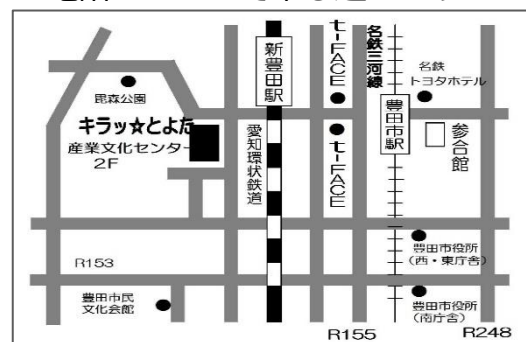 毘森公園
キラッ☆とよた
産業文化センター
2F
新豊田駅
愛知環状鉄道
t-FACE
t-FACE
名鉄三河線
豊田市駅
名鉄
トヨタホテル
参合館
R153
豊田市民
文化会館
豊田市役所
(西・東庁舎)
豊田市役所
(南庁舎)
R155
R248